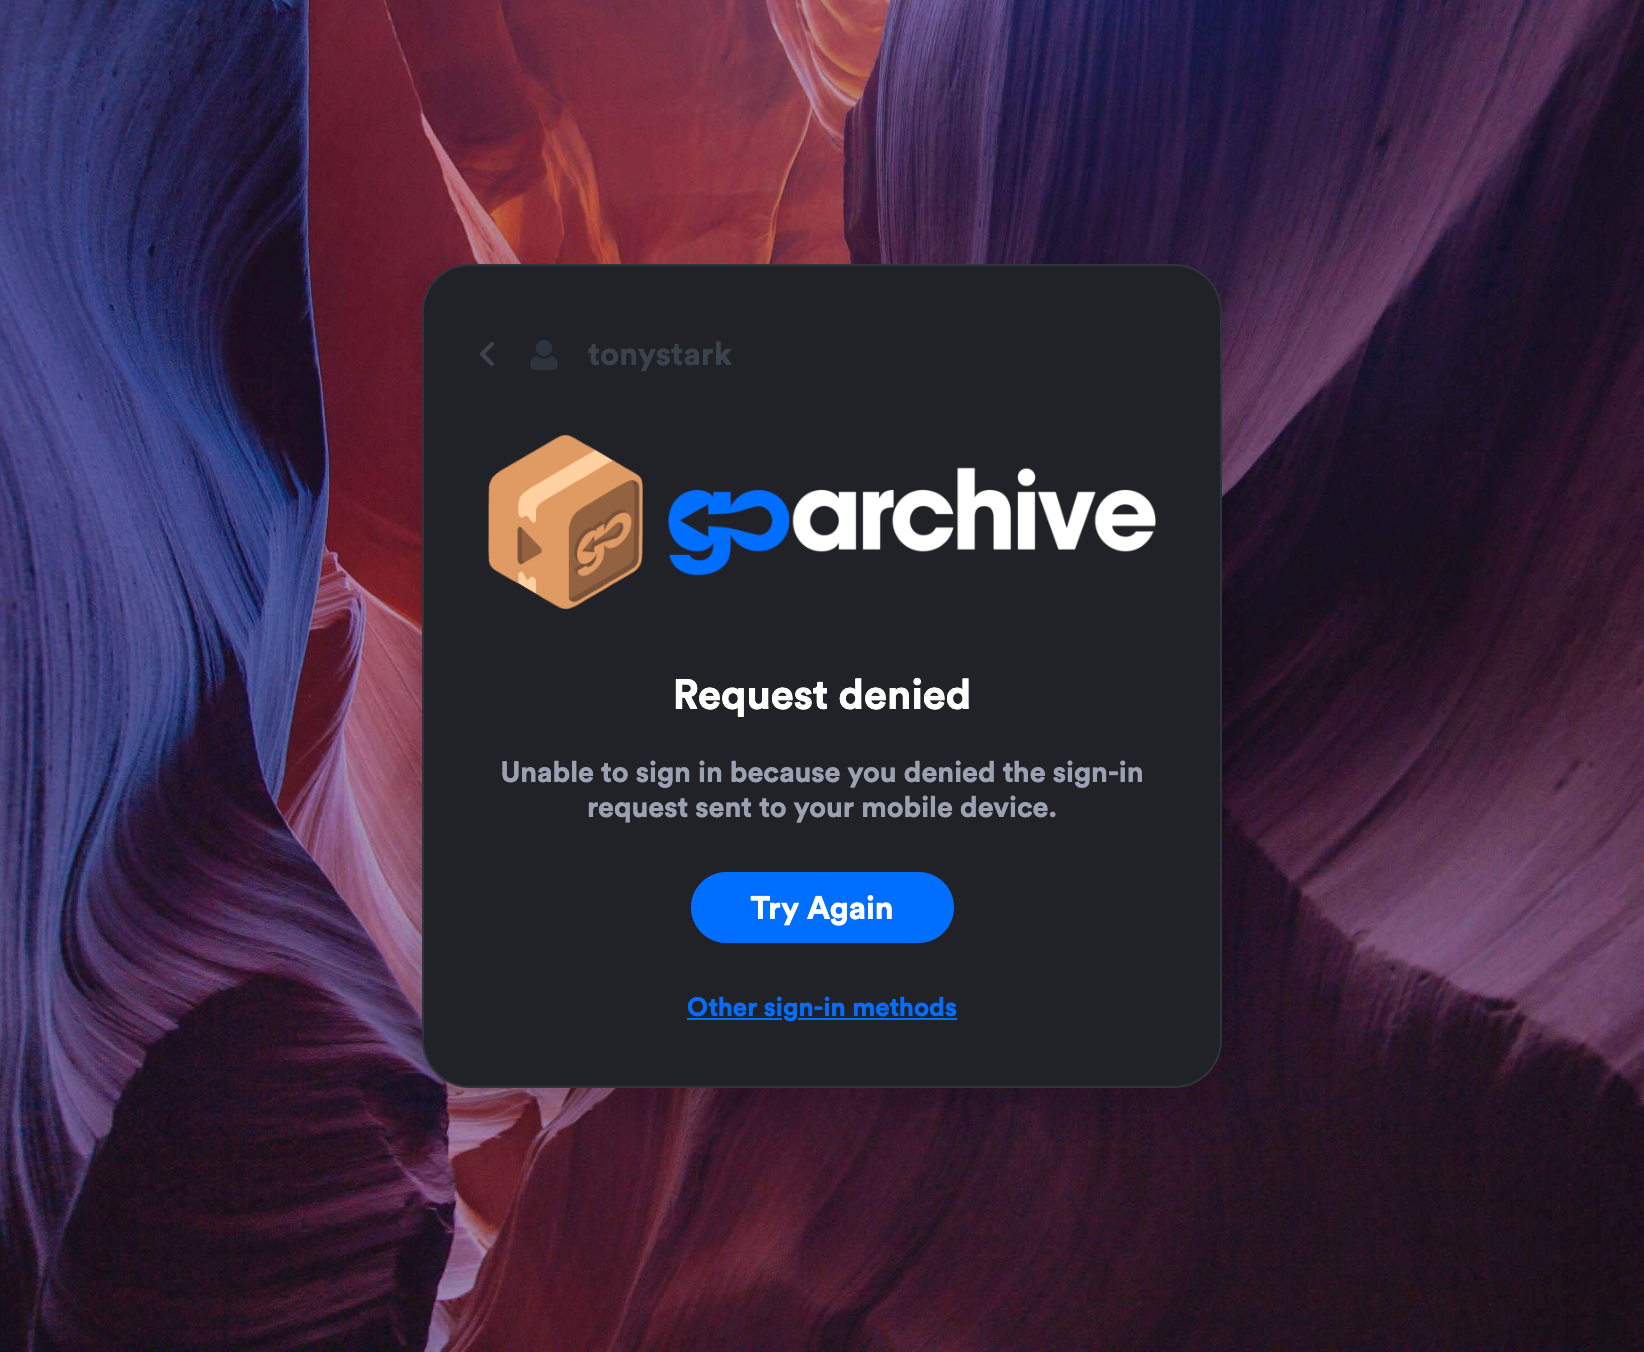 tonystark
go
goarchive
Request denied
Unable to sign in because you denied the sign-in
request sent to your mobile device.
Try Again
Other sign-in methods